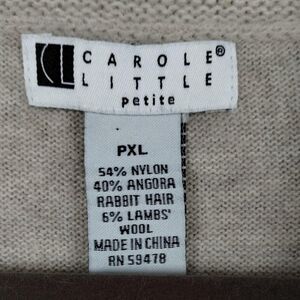 CAROLE®
LITTLE
petite
PXL
54% NYLON
40% ANGORA
RABBIT HAIR
6% LAMBS'
WOOL
MADE IN CHINA
RN 59478